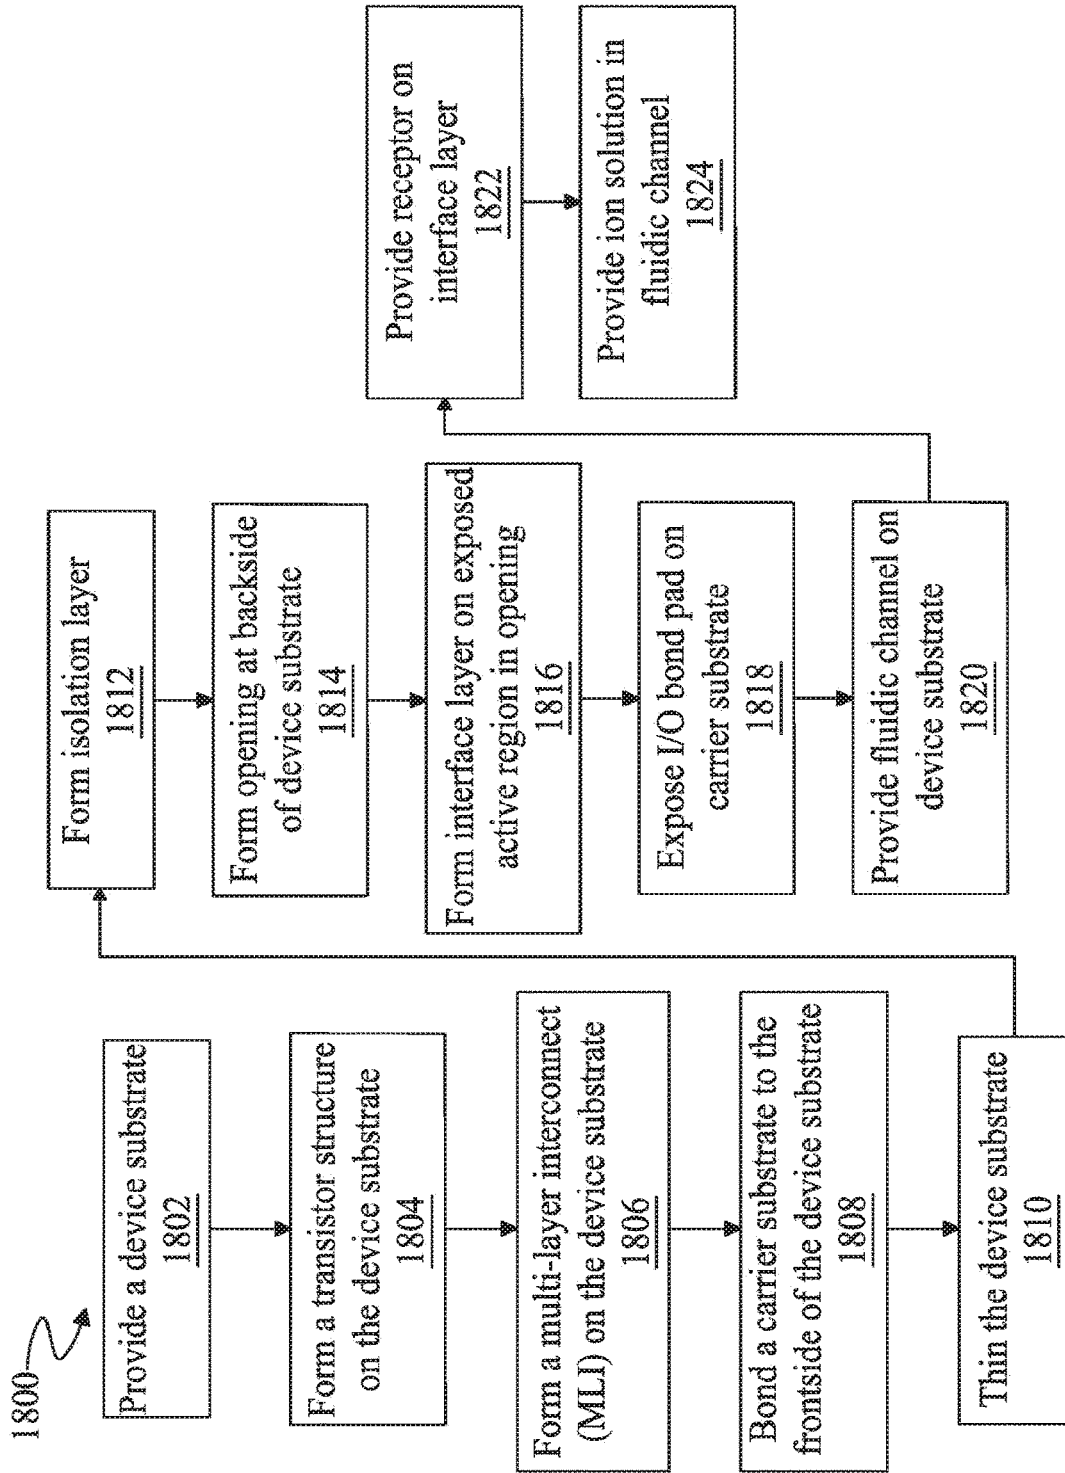 1800
Provide a device substrate
1802
Form a transistor structure
on the device substrate
1804
Form a multi-layer interconnect
(MLI) on the device substrate
1806
Bond a carrier substrate to the
frontside of the device substrate
1808
Thin the device substrate
1810
Form isolation layer
1812
Form opening at backside
of device substrate
1814
Form interface layer on exposed
active region in opening
1816
Expose I/O bond pad on
carrier substrate
1818
Provide fluidic channel on
device substrate
1820
Provide receptor on
interface layer
1822
Provide ion solution in
fluidic channel
1824